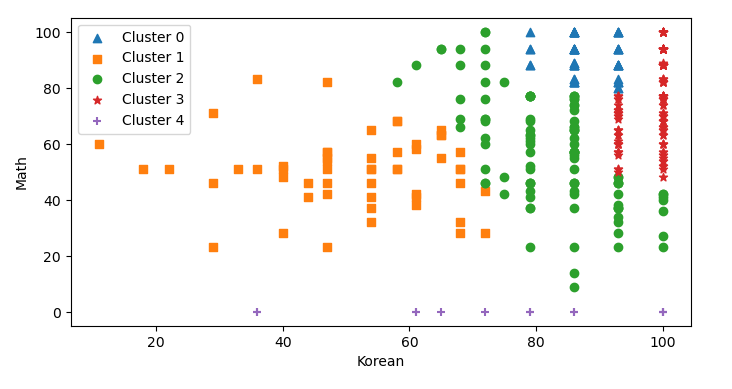 100
80
60
40
20
0
Math
Cluster 0
Cluster 1
Cluster 2
Cluster 3
Cluster 4
20 40 60 80 100
Korean